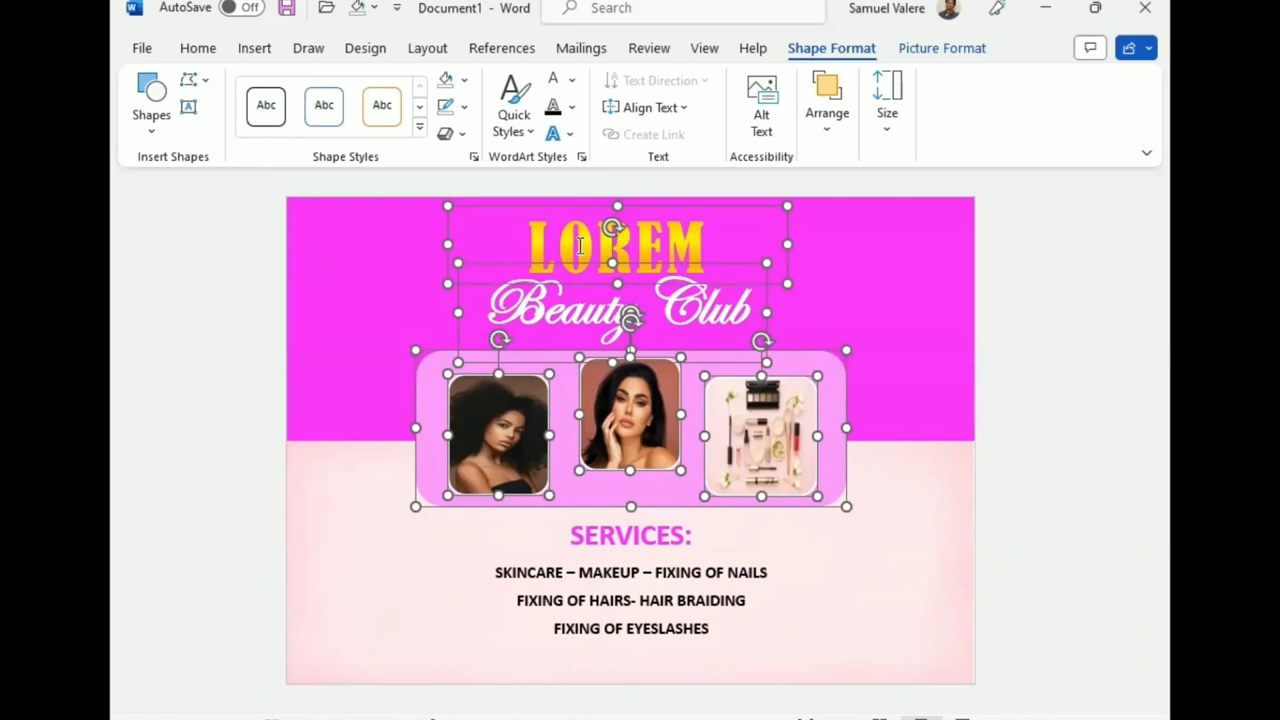 AutoSave Off Document1 - Word Search Samuel Valere
File Home Insert Draw Design Layout References Mailings Review View Help Shape Format Picture Format
Shapes
Insert Shapes
Abc Abc Abc
Shape Styles
Quick
Styles
WordArt Styles
Text Direction
Align Text
Create Link
Text
Alt
Text
Accessibility
Arrange
Size
LOREM
Beauty Club
SERVICES:
SKINCARE – MAKEUP – FIXING OF NAILS
FIXING OF HAIRS- HAIR BRAIDING
FIXING OF EYESLASHES